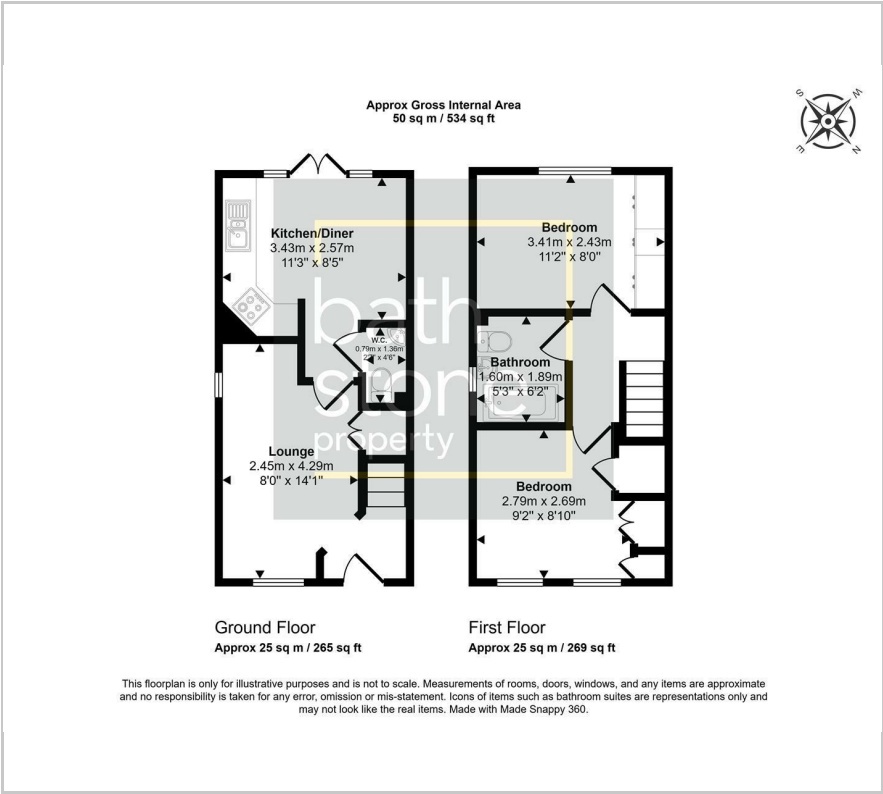 Approx Gross Internal Area
50 sq m / 534 sq ft
S
W
E
N
Kitchen/Diner
3.43m x 2.57m
11'3" x 8'5"
W.C.
0.79m x 1.36m
x 4'6"
Lounge
2.45m x 4.29m
8'0" x 14'1"
Bedroom
3.41m x 2.43m
11'2" x 8'0"
Bathroom
1.60m x 1.89m
5'3" x 6'2"
Bedroom
2.79m x 2.69m
9'2" x 8'10"
bath
stone
property
Ground Floor
Approx 25 sq m / 265 sq ft
First Floor
Approx 25 sq m / 269 sq ft
This floorplan is only for illustrative purposes and is not to scale. Measurements of rooms, doors, windows, and any items are approximate
and no responsibility is taken for any error, omission or mis-statement. Icons of items such as bathroom suites are representations only and
may not look like the real items. Made with Made Snappy 360.